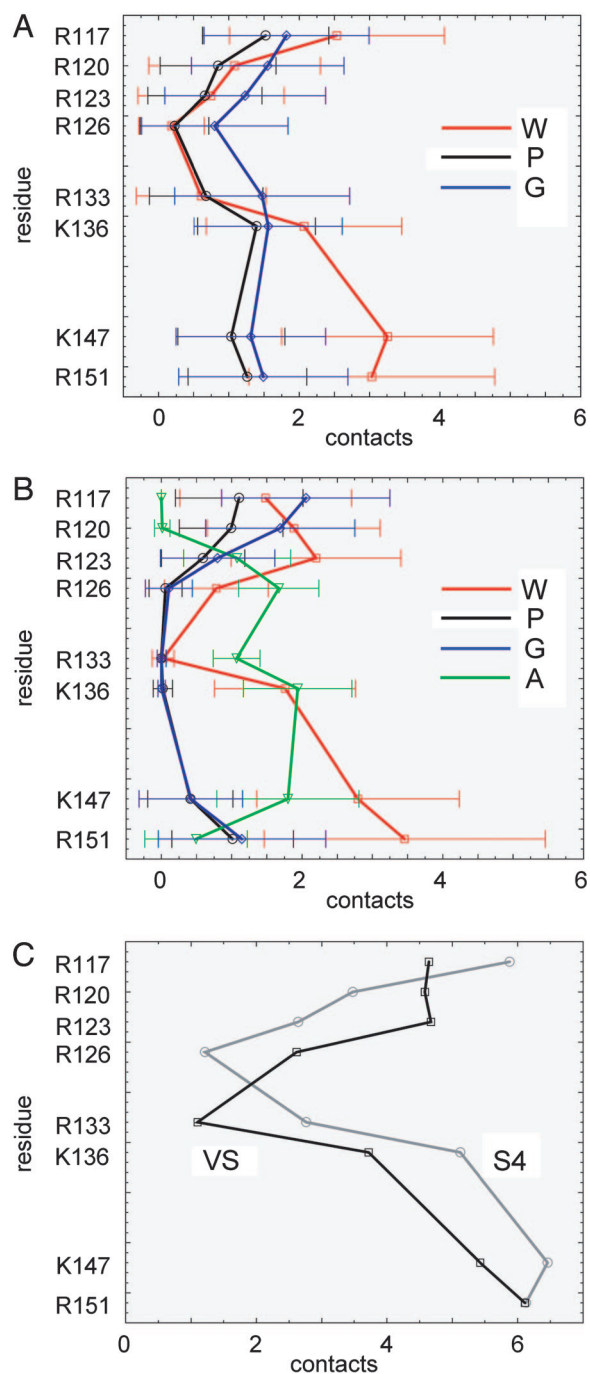 A
R117
R120
R123
R126
R133
K136
K147
R151
residue
W
P
G
0 2 4 6
contacts
B
R117
R120
R123
R126
R133
K136
K147
R151
residue
W
P
G
A
0 2 4 6
contacts
C
R117
R120
R123
R126
R133
K136
K147
R151
residue
VS S4
0 2 4 6
contacts